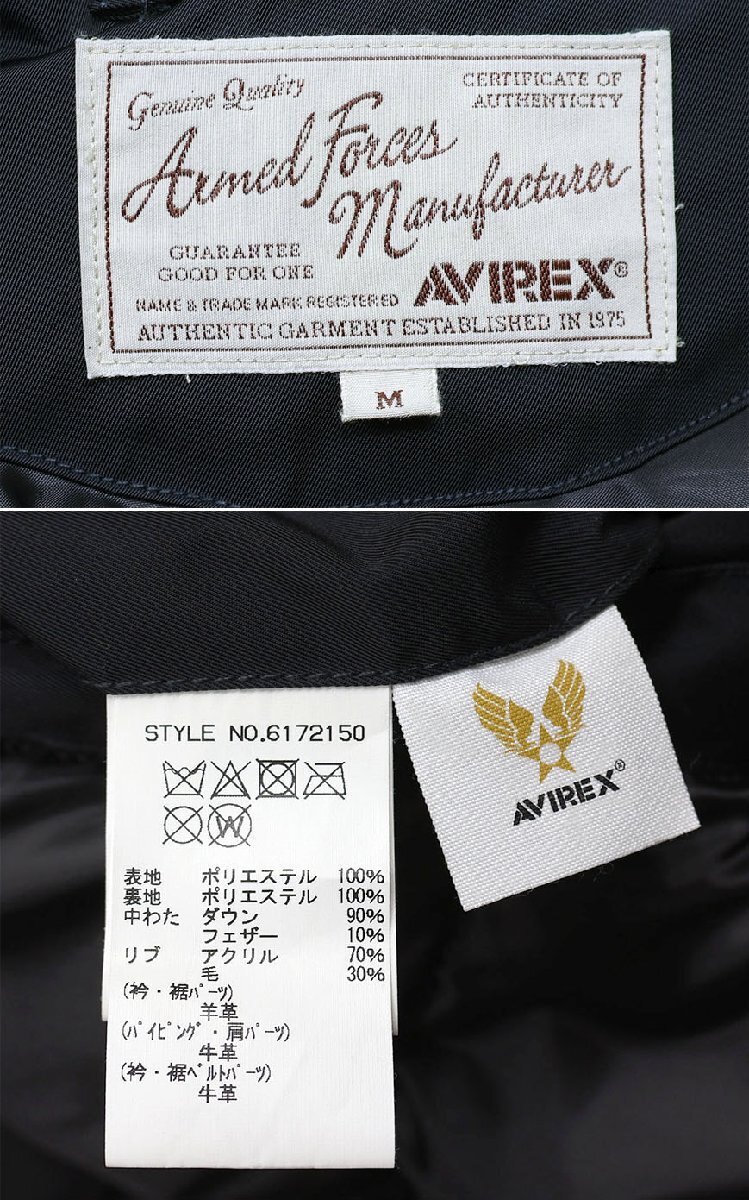 Genuine Quality
CERTIFICATE OF
AUTHENTICITY
Armed Forces
Manufacturer
GUARANTEE
GOOD FOR ONE
AVIREX®
NAME & TRADE MARK REGISTERED
AUTHENTIC GARMENT ESTABLISHED IN 1975
M
STYLE NO.6172150
W
表地 ポリエステル 100%
裏地 ポリエステル 100%
中わた ダウン 90%
フェザー 10%
リブ アクリル 70%
毛 30%
(衿・裾ﾊﾟｰﾂ)
羊革
(ﾊﾟｲﾋﾟﾝｸﾞ・肩ﾊﾟｰﾂ)
牛革
(衿・裾ﾍﾞﾙﾄﾊﾟｰﾂ)
牛革
AVIREX®